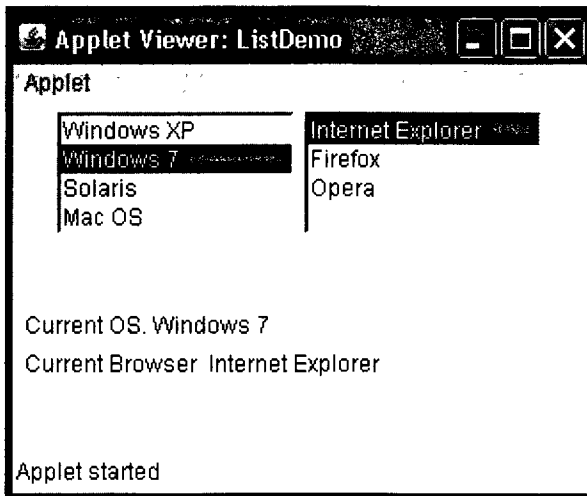 Applet Viewer: ListDemo
Applet
Windows XP
Windows 7
Solaris
Mac OS
Internet Explorer
Firefox
Opera
Current OS. Windows 7
Current Browser Internet Explorer
Applet started